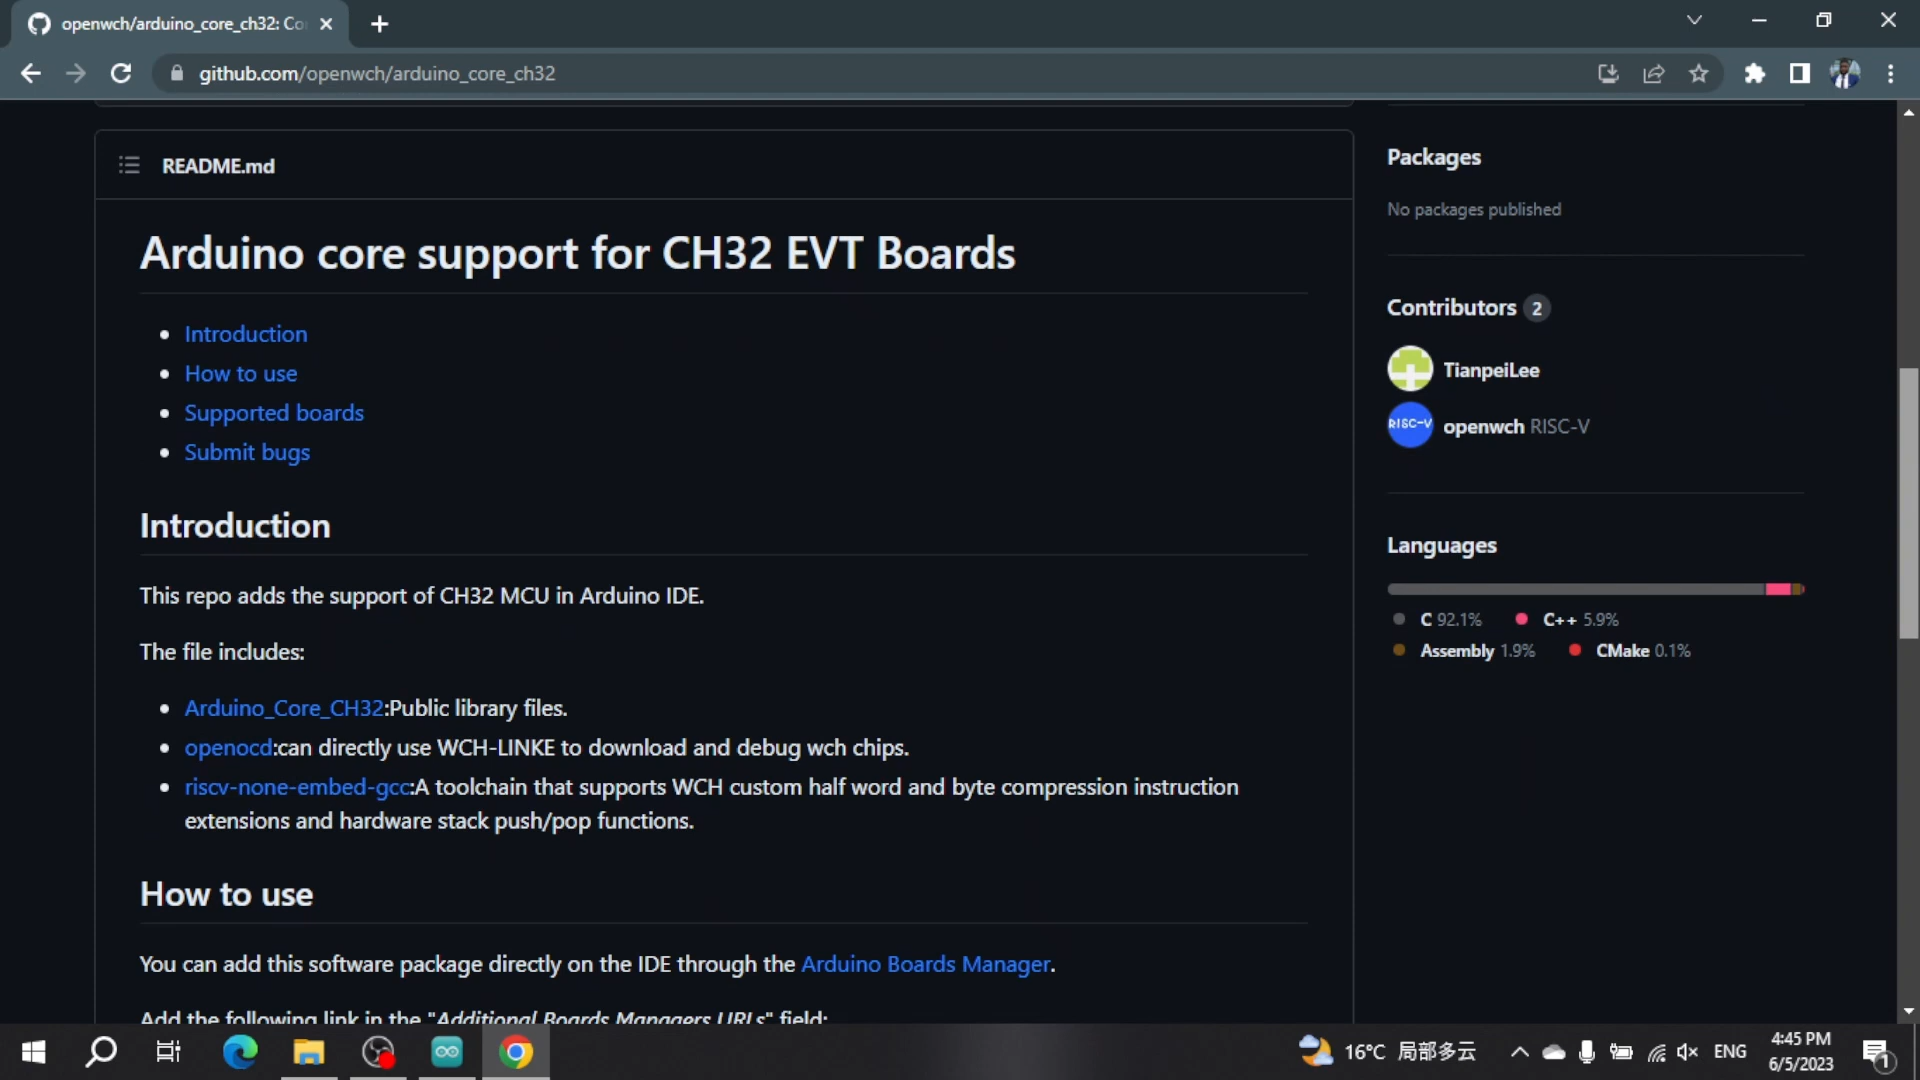 openwch/arduino_core_ch32: Co
github.com/openwch/arduino_core_ch32
README.md
Arduino core support for CH32 EVT Boards
Introduction
How to use
Supported boards
Submit bugs
Introduction
This repo adds the support of CH32 MCU in Arduino IDE.
The file includes:
Arduino_Core_CH32:Public library files.
openocd:can directly use WCH-LINKE to download and debug wch chips.
riscv-none-embed-gcc:A toolchain that supports WCH custom half word and byte compression instruction
extensions and hardware stack push/pop functions.
How to use
You can add this software package directly on the IDE through the Arduino Boards Manager.
Add the following link in the "Additional Boards Managers URLs" field:
Packages
No packages published
Contributors 2
TianpeiLee
RISC-V
openwch RISC-V
Languages
C 92.1% C++ 5.9%
Assembly 1.9% CMake 0.1%
16°C 局部多云
ENG
4:45 PM
6/5/2023
1